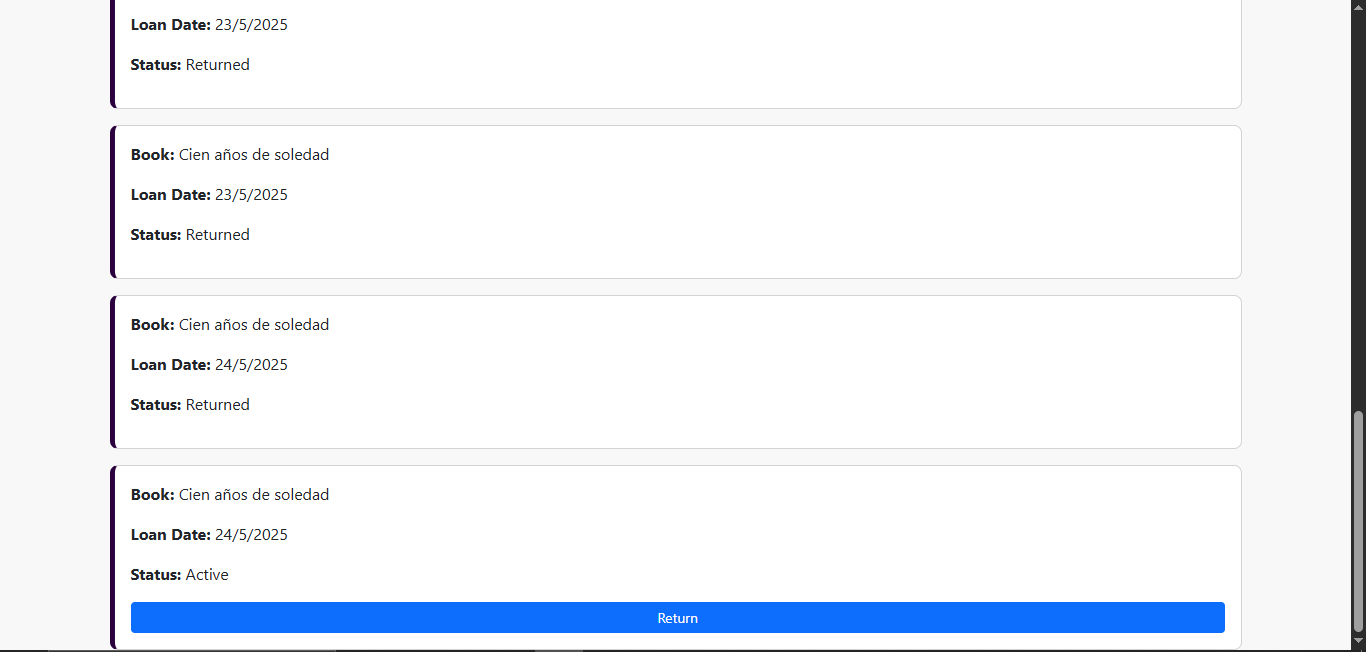 Loan Date: 23/5/2025
Status: Returned
Book: Cien años de soledad
Loan Date: 23/5/2025
Status: Returned
Book: Cien años de soledad
Loan Date: 24/5/2025
Status: Returned
Book: Cien años de soledad
Loan Date: 24/5/2025
Status: Active
Return